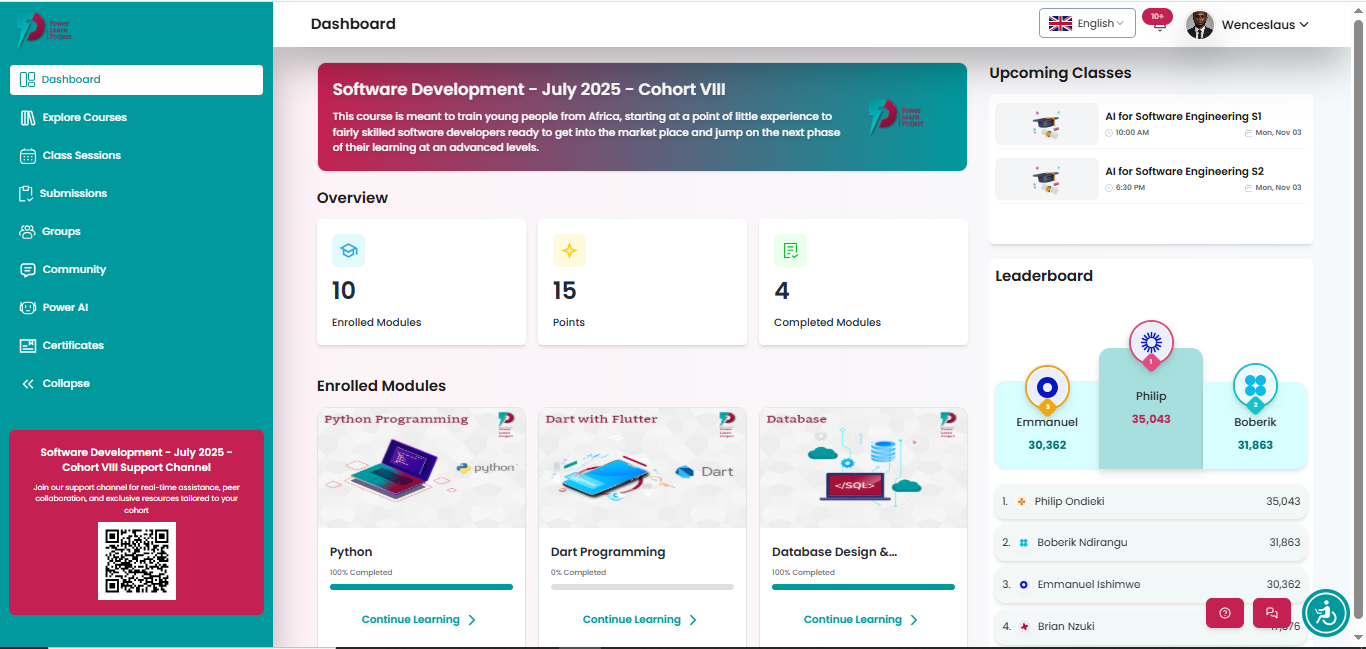 Power
Learn
Project
Dashboard
English
10+
Wenceslaus
Dashboard
Explore Courses
Class Sessions
Submissions
Groups
Community
Power AI
Certificates
Collapse
Software Development - July 2025 -
Cohort VIII Support Channel
Join our support channel for real-time assistance, peer
collaboration, and exclusive resources tailored to your
cohort
Software Development - July 2025 - Cohort VIII
This course is meant to train young people from Africa, starting at a point of little experience to
fairly skilled software developers ready to get into the market place and jump on the next phase
of their learning at an advanced levels.
Power
Learn
Project
Overview
10
Enrolled Modules
15
Points
4
Completed Modules
Enrolled Modules
Python Programming
python
Python
100% Completed
Continue Learning
Dart with Flutter
Dart
Dart Programming
0% Completed
Continue Learning
Database
</SQL>
Database Design &...
100% Completed
Continue Learning
Upcoming Classes
AI for Software Engineering S1
10:00 AM Mon, Nov 03
AI for Software Engineering S2
6:30 PM Mon, Nov 03
Leaderboard
1
Philip
35,043
3
Emmanuel
30,362
2
Boberik
31,863
1. Philip Ondieki 35,043
2. Boberik Ndirangu 31,863
3. Emmanuel Ishimwe 30,362
4. Brian Nzuki